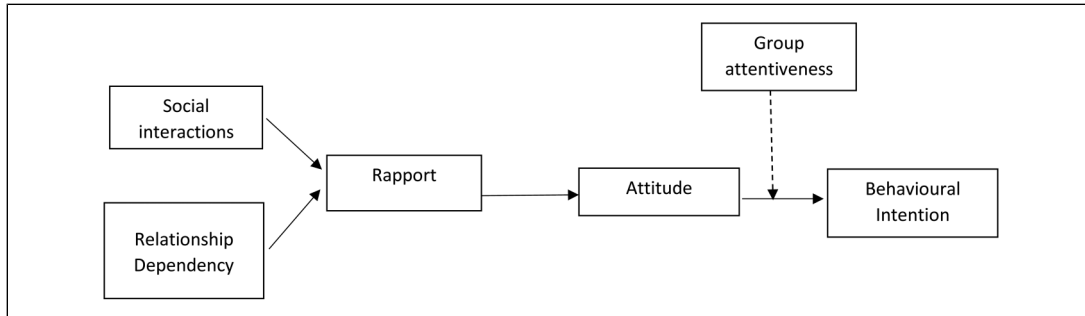 Group
attentiveness
Social
interactions
Rapport
Attitude
Behavioural
Intention
Relationship
Dependency